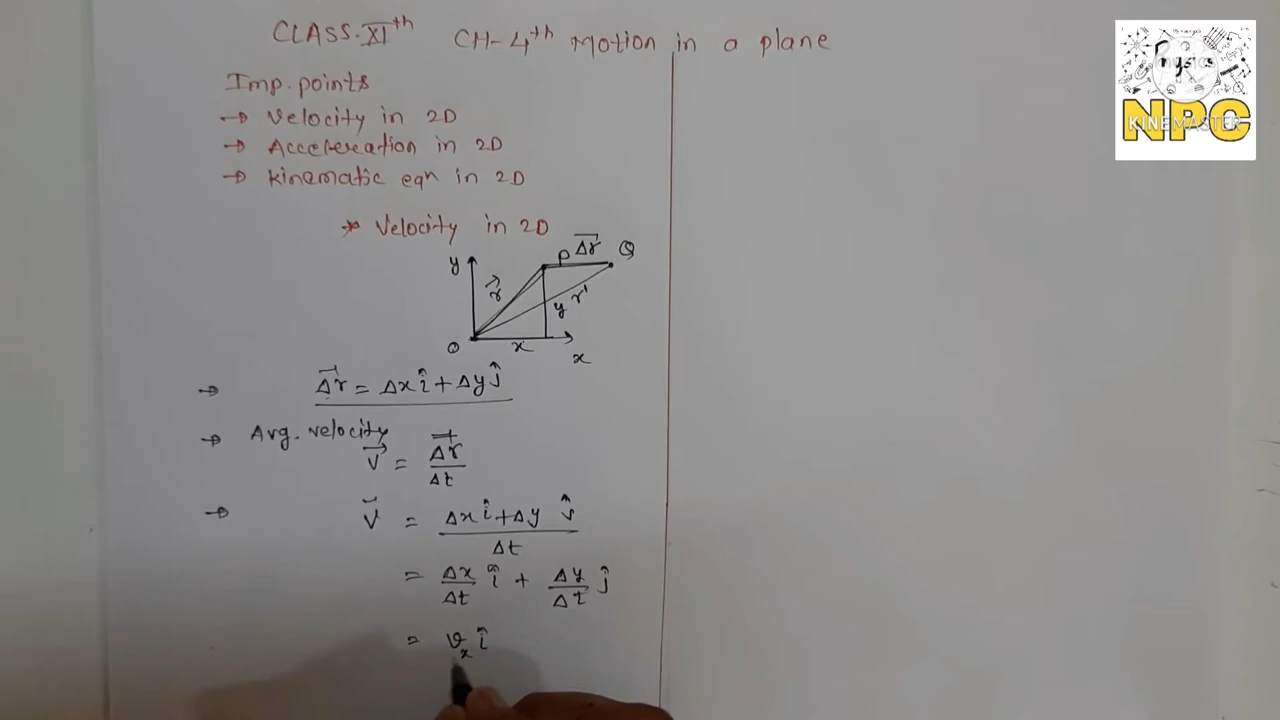 CLASS.XIth CH-4th Motion in a plane
Physics
NPC
KINEMASTER
Imp. points
→ Velocity in 2D
→ Acceleration in 2D
→ kinematic eqn in 2D
* Velocity in 2D
y P Δr⃗ Q
r⃗ y r'
O x x
→ Δr⃗ = Δx î + Δy ĵ
→ Avg. velocity
V⃗ = Δr⃗ / Δt
→ V⃗ = Δx î + Δy ĵ / Δt
= Δx/Δt î + Δy/Δt ĵ
= vₓ î